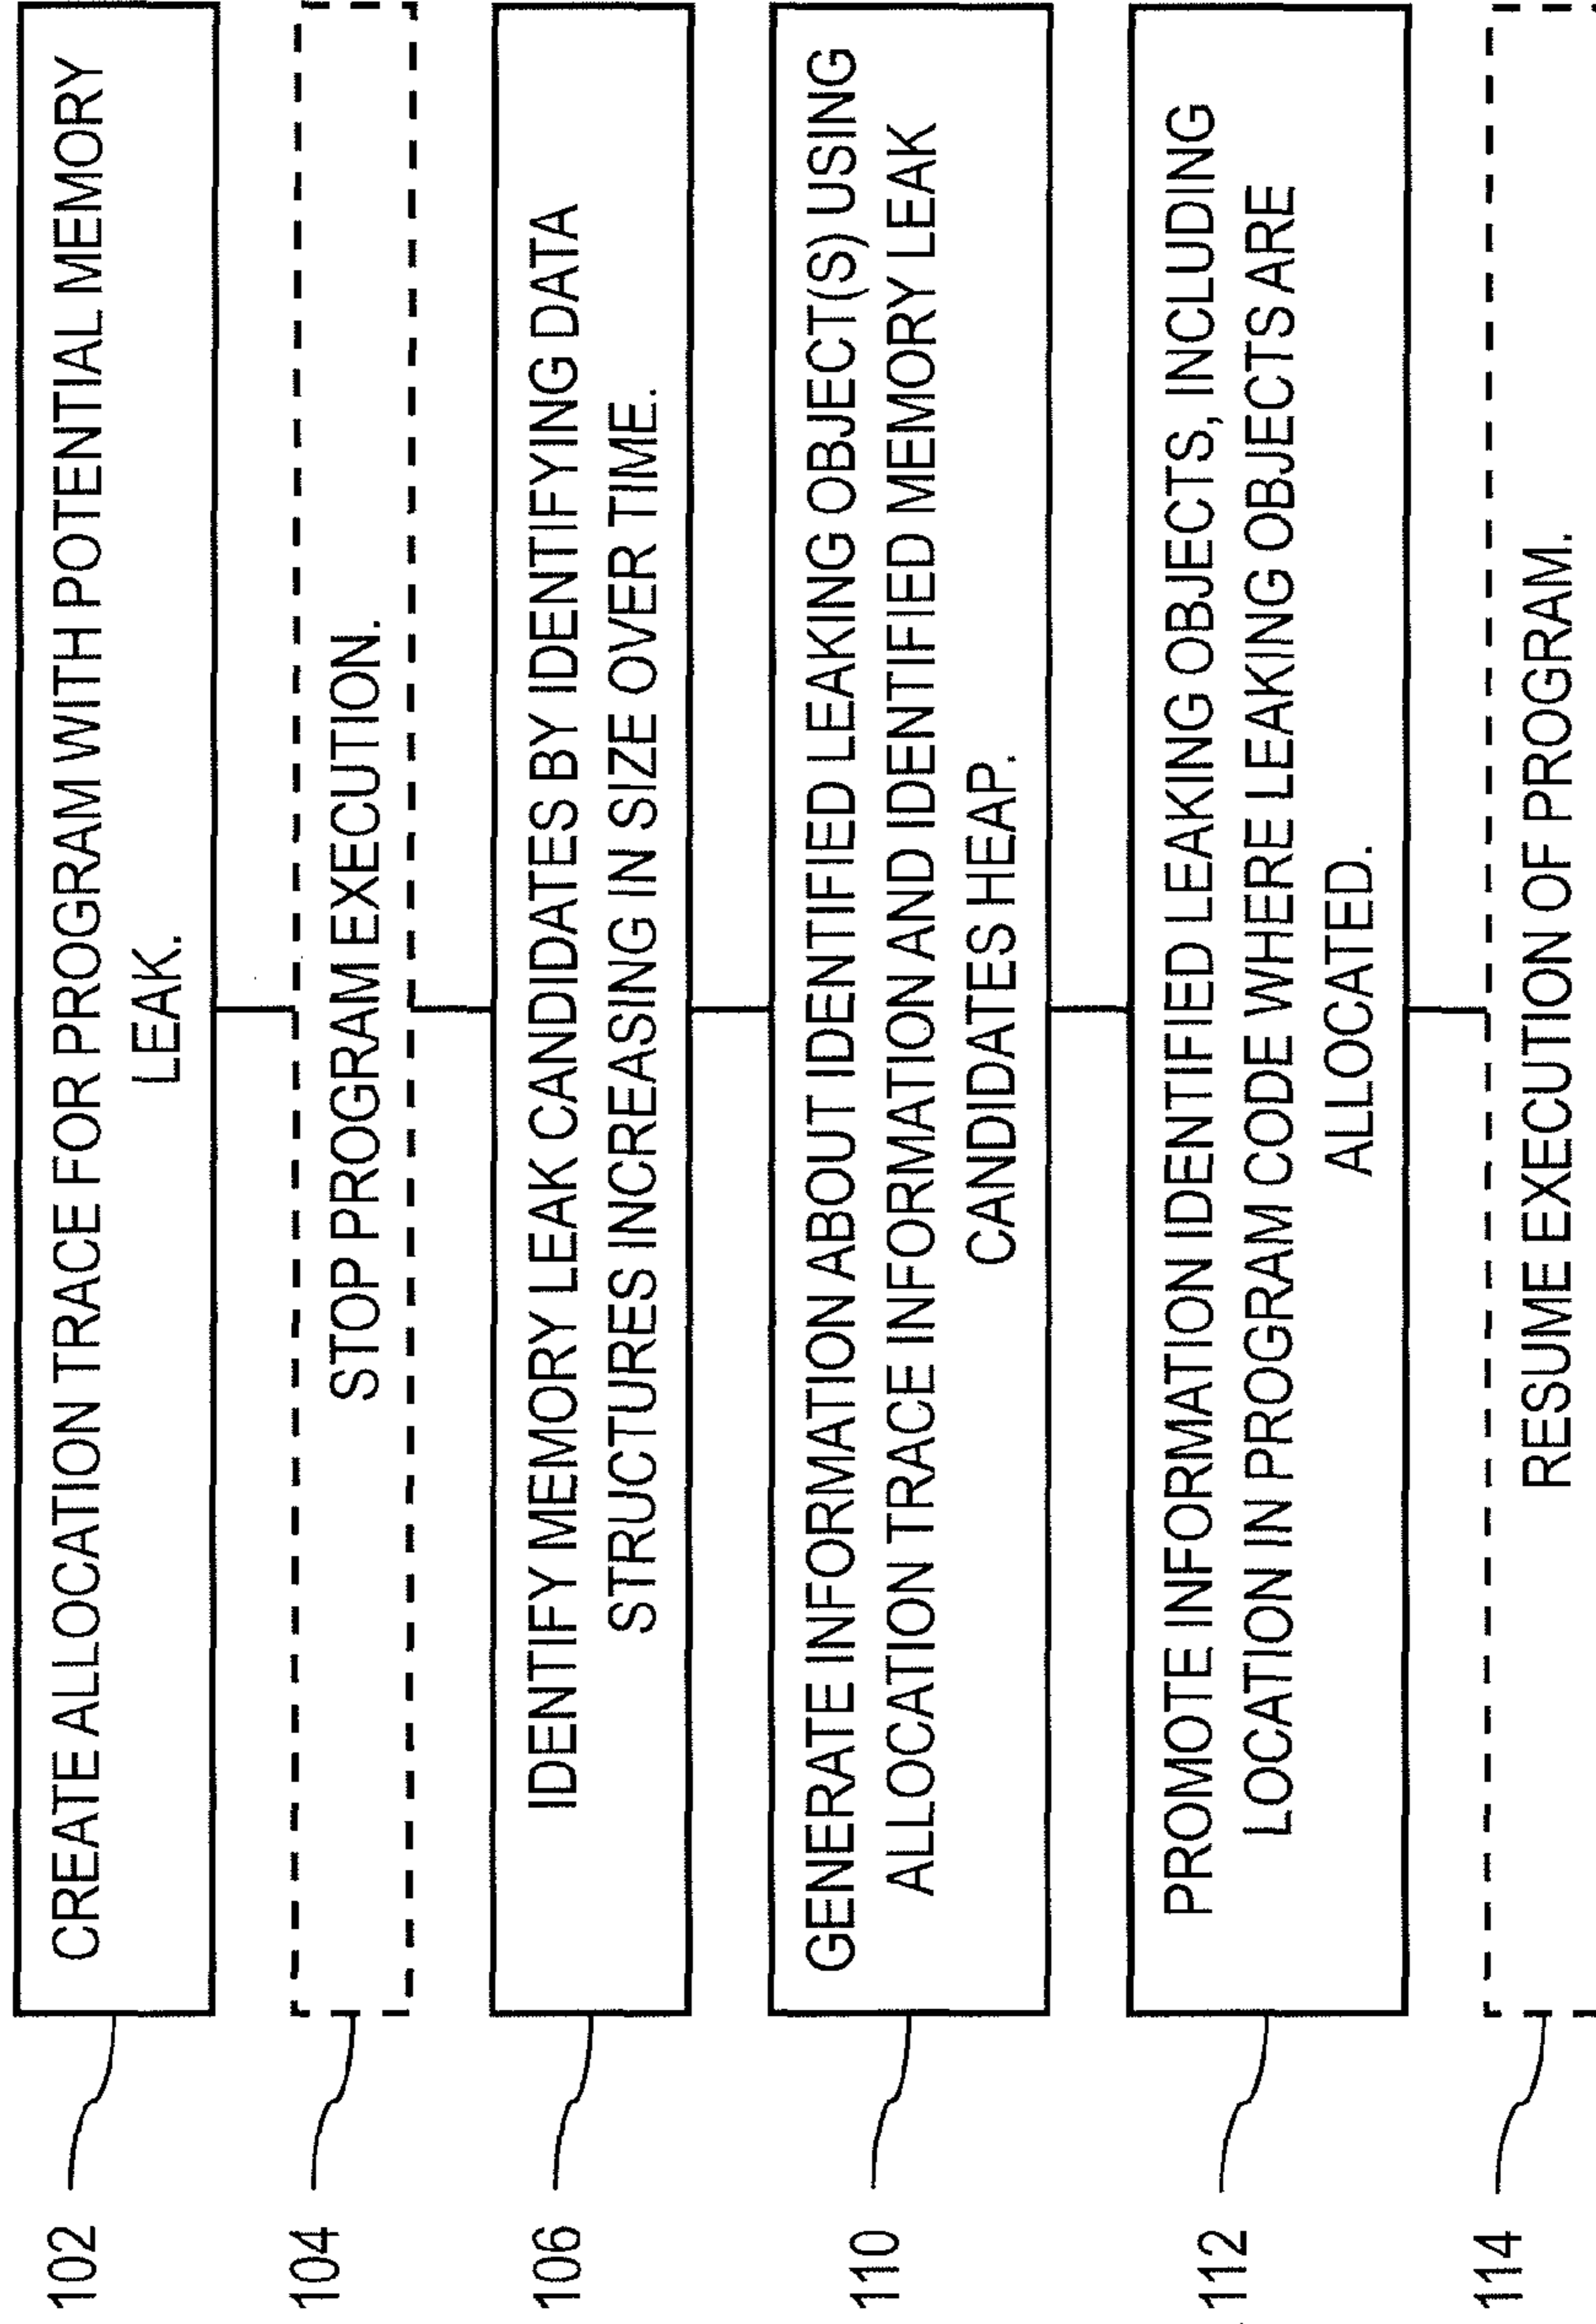 102
CREATE ALLOCATION TRACE FOR PROGRAM WITH POTENTIAL MEMORY
LEAK.
104
STOP PROGRAM EXECUTION.
106
IDENTIFY MEMORY LEAK CANDIDATES BY IDENTIFYING DATA
STRUCTURES INCREASING IN SIZE OVER TIME.
110
GENERATE INFORMATION ABOUT IDENTIFIED LEAKING OBJECT(S) USING
ALLOCATION TRACE INFORMATION AND IDENTIFIED MEMORY LEAK
CANDIDATES HEAP.
112
PROMOTE INFORMATION IDENTIFIED LEAKING OBJECTS, INCLUDING
LOCATION IN PROGRAM CODE WHERE LEAKING OBJECTS ARE
ALLOCATED.
114
RESUME EXECUTION OF PROGRAM.